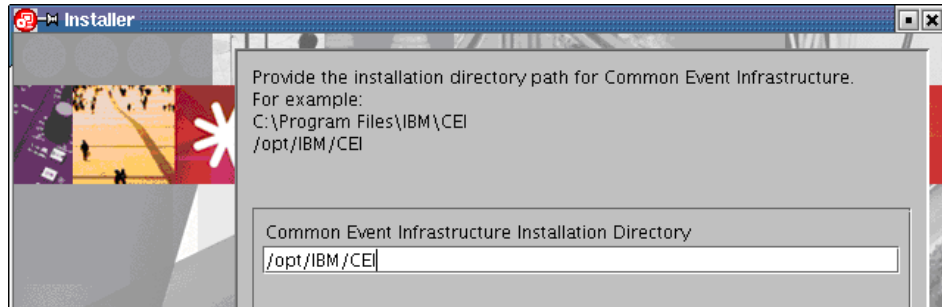 Installer
Provide the installation directory path for Common Event Infrastructure.
For example:
C:\Program Files\IBM\CEI
/opt/IBM/CEI
Common Event Infrastructure Installation Directory
/opt/IBM/CEI